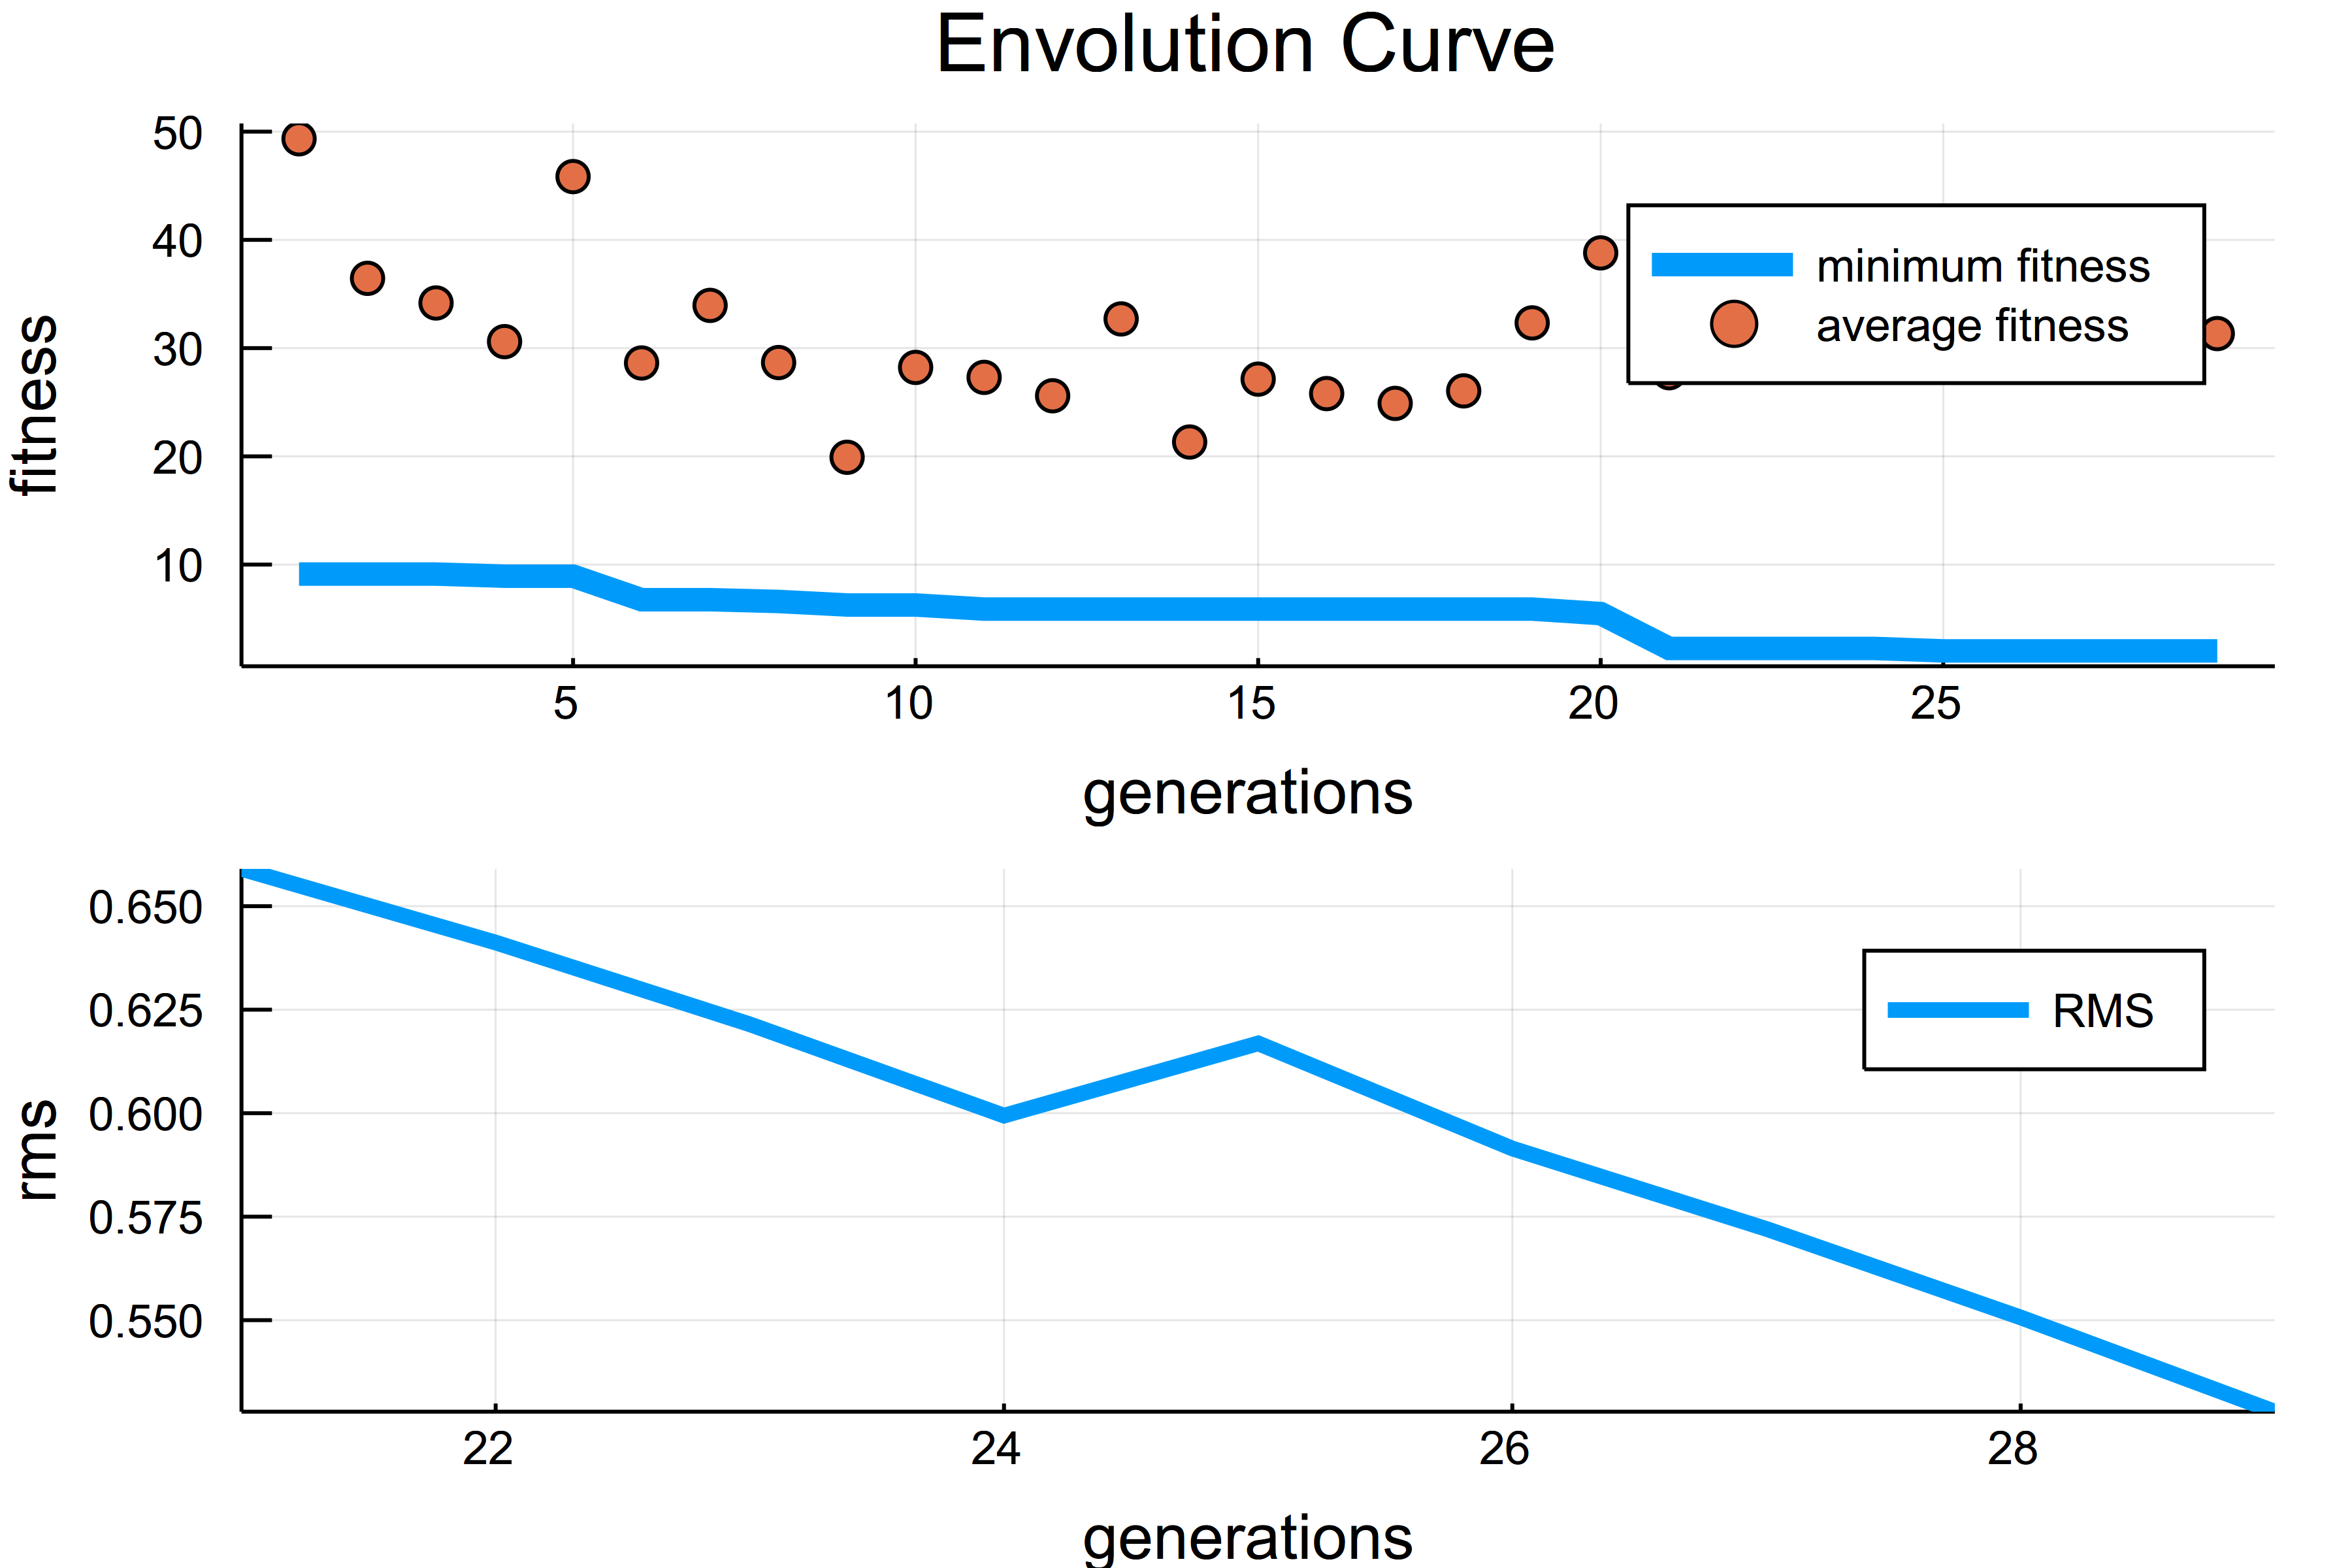 Envolution Curve
50
40
30
20
10
fitness
minimum fitness
average fitness
5 10 15 20 25
generations
0.650
0.625
0.600
0.575
0.550
rms
RMS
22 24 26 28
generations